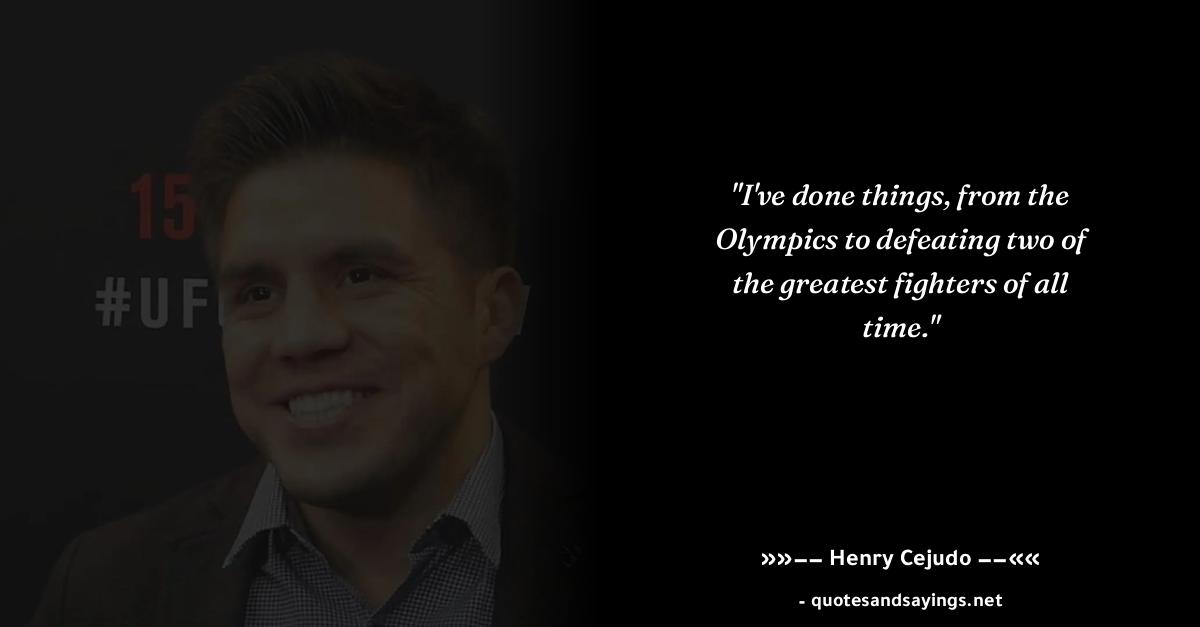 15
#UF
"I've done things, from the
Olympics to defeating two of
the greatest fighters of all
time."
»»–– Henry Cejudo ––««
- quotesandsayings.net